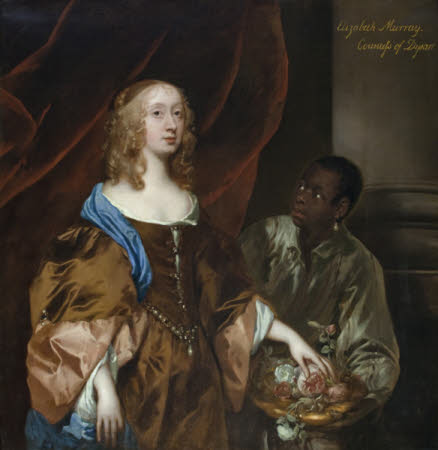 Elizabeth Murray.
Countess of Dysart